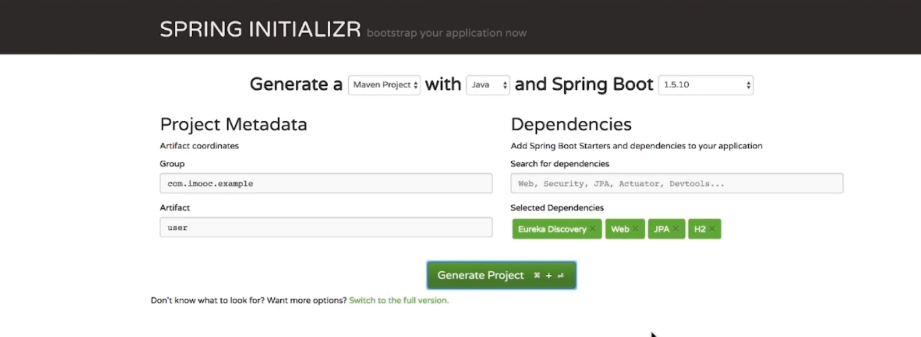 SPRING INITIALIZR bootstrap your application now
Generate a Maven Project with Java and Spring Boot 1.5.10
Project Metadata
Artifact coordinates
Group
com.imooc.example
Artifact
user
Dependencies
Add Spring Boot Starters and dependencies to your application
Search for dependencies
Web, Security, JPA, Actuator, Devtools...
Selected Dependencies
Eureka Discovery × Web × JPA × H2 ×
Generate Project ⌘ + ⏎
Don't know what to look for? Want more options? Switch to the full version.